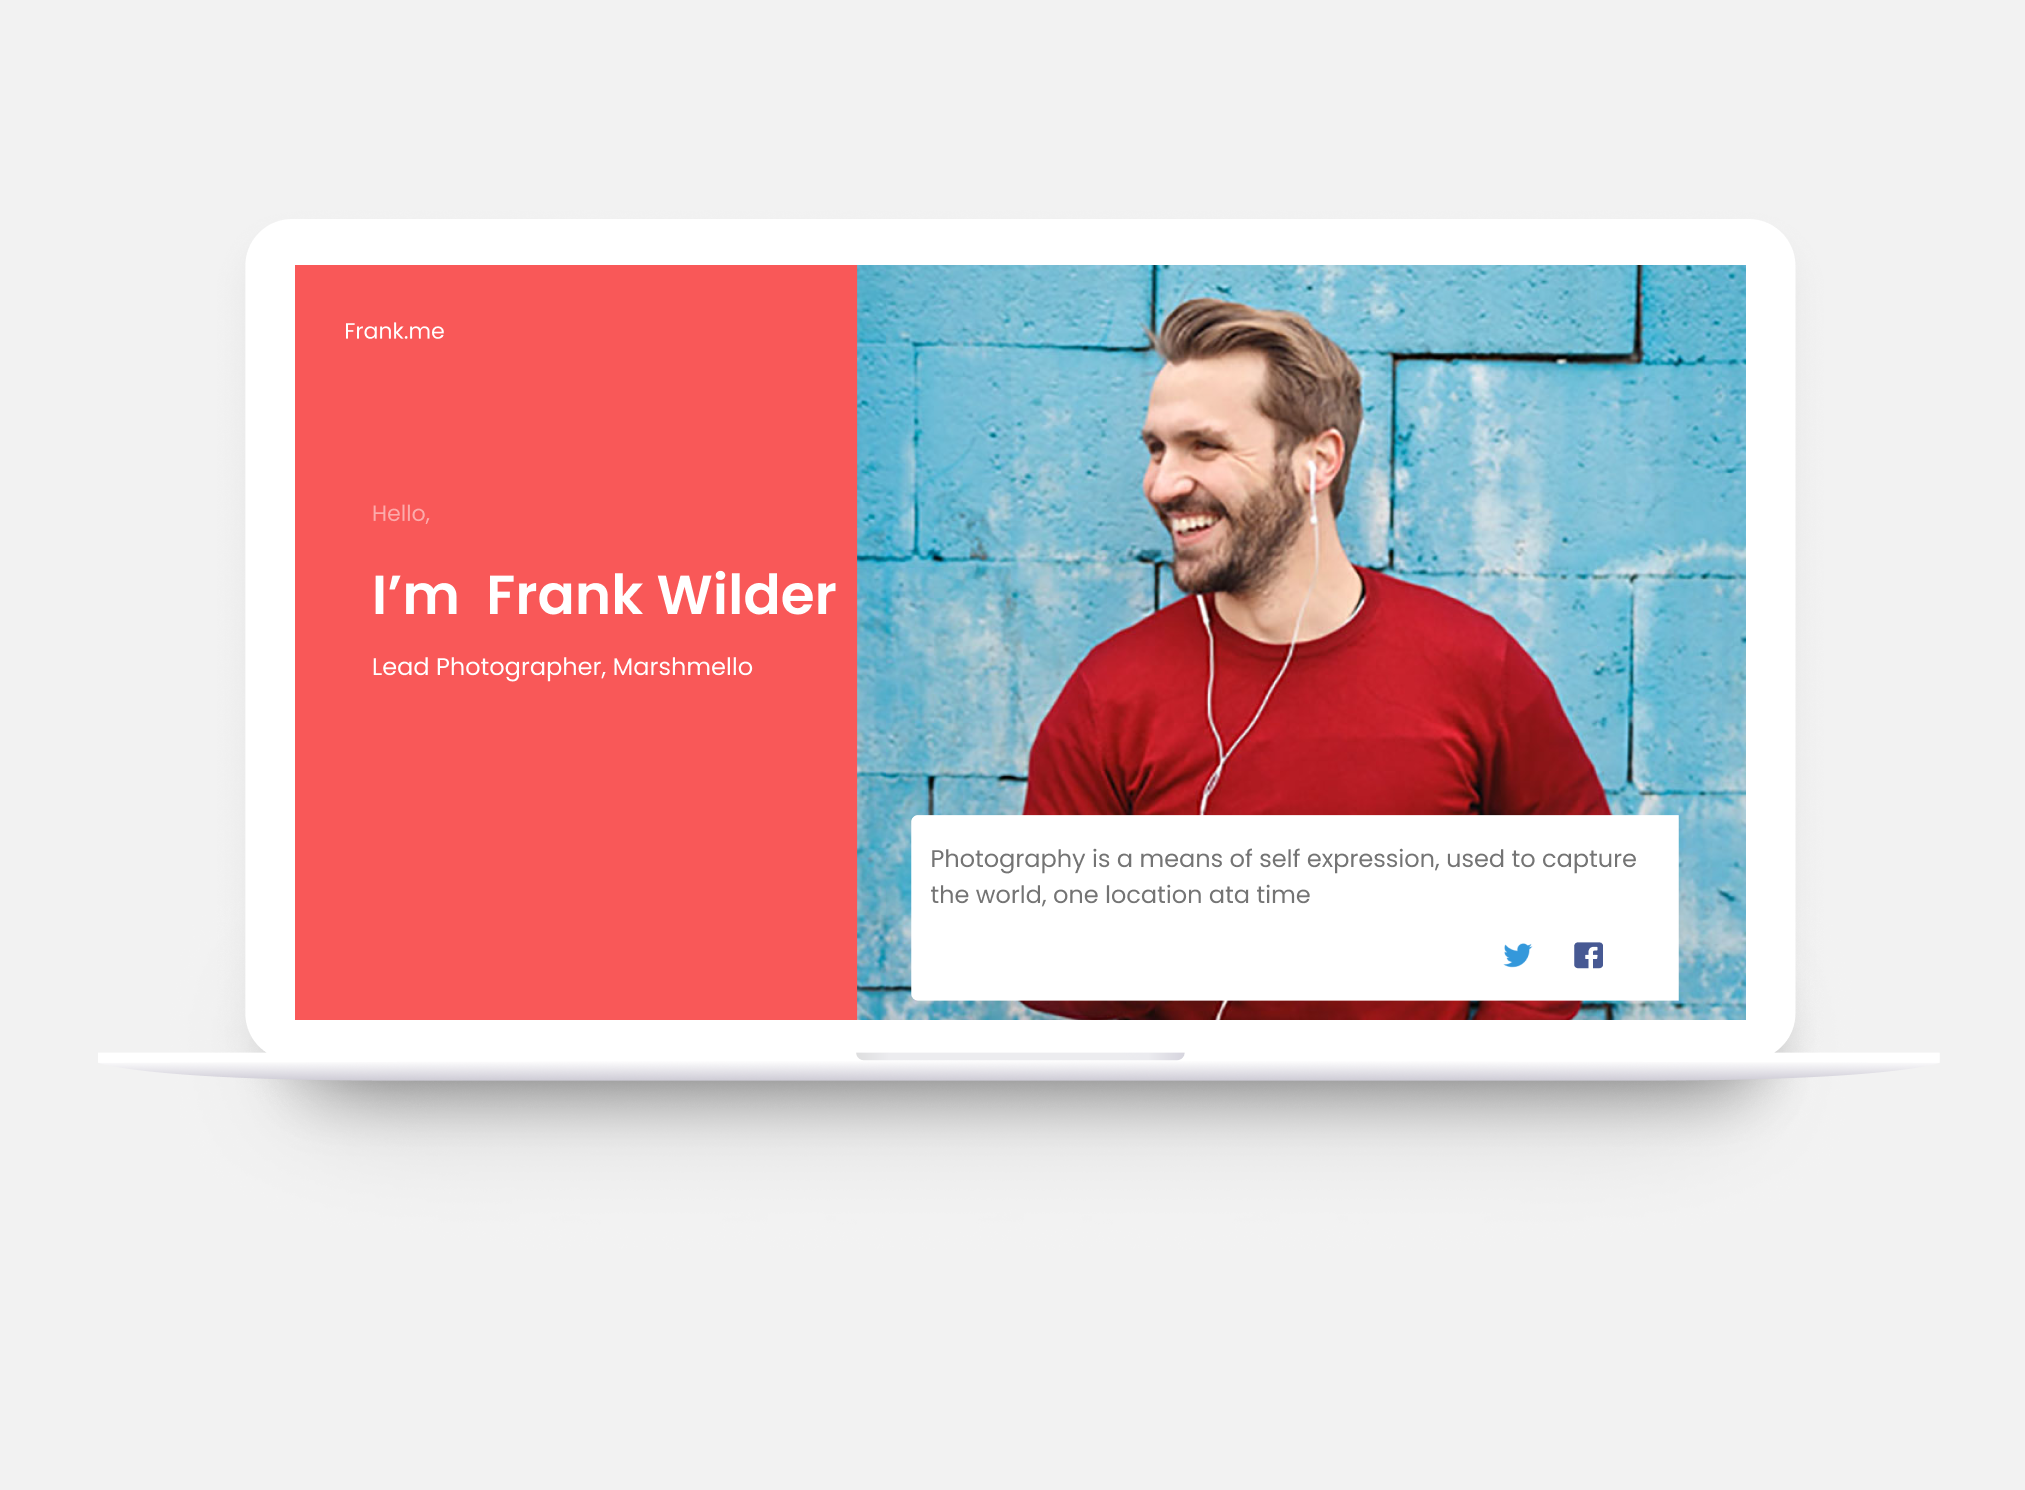 Frank.me
Hello,
I’m  Frank Wilder
Lead Photographer, Marshmello
Photography is a means of self expression, used to capture
the world, one location ata time